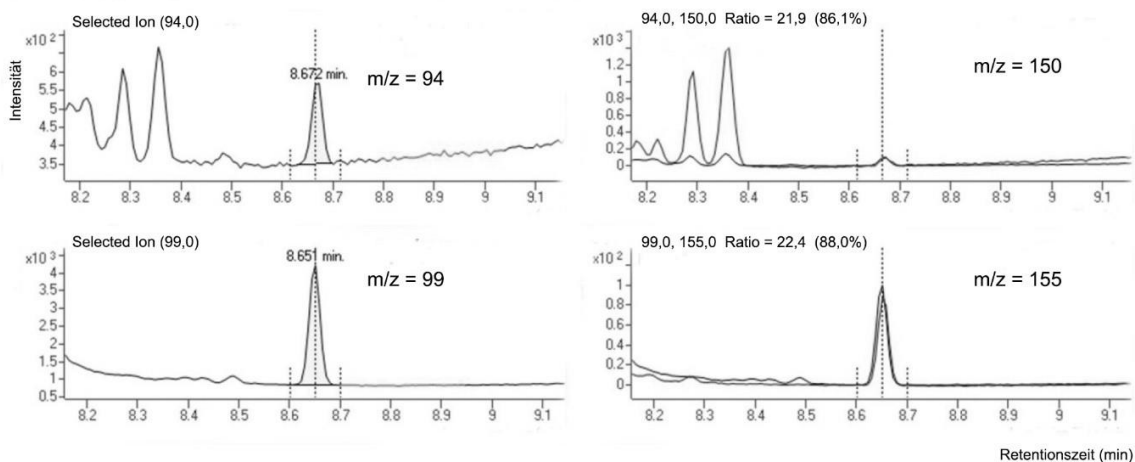 Selected Ion (94,0)
x10²
6
5.5
5
4.5
4
3.5
8.672 min.
m/z = 94
8.2 8.3 8.4 8.5 8.6 8.7 8.8 8.9 9 9.1
Intensität
94,0, 150,0 Ratio = 21,9 (86,1%)
x10³
1.2
1
0.8
0.6
0.4
0.2
0
m/z = 150
8.2 8.3 8.4 8.5 8.6 8.7 8.8 8.9 9 9.1
Selected Ion (99,0)
x10³
4
3.5
3
2.5
2
1.5
1
0.5
8.651 min.
m/z = 99
8.2 8.3 8.4 8.5 8.6 8.7 8.8 8.9 9 9.1
99,0, 155,0 Ratio = 22,4 (88,0%)
x10²
1
0.8
0.6
0.4
0.2
0
m/z = 155
8.2 8.3 8.4 8.5 8.6 8.7 8.8 8.9 9 9.1
Retentionszeit (min)